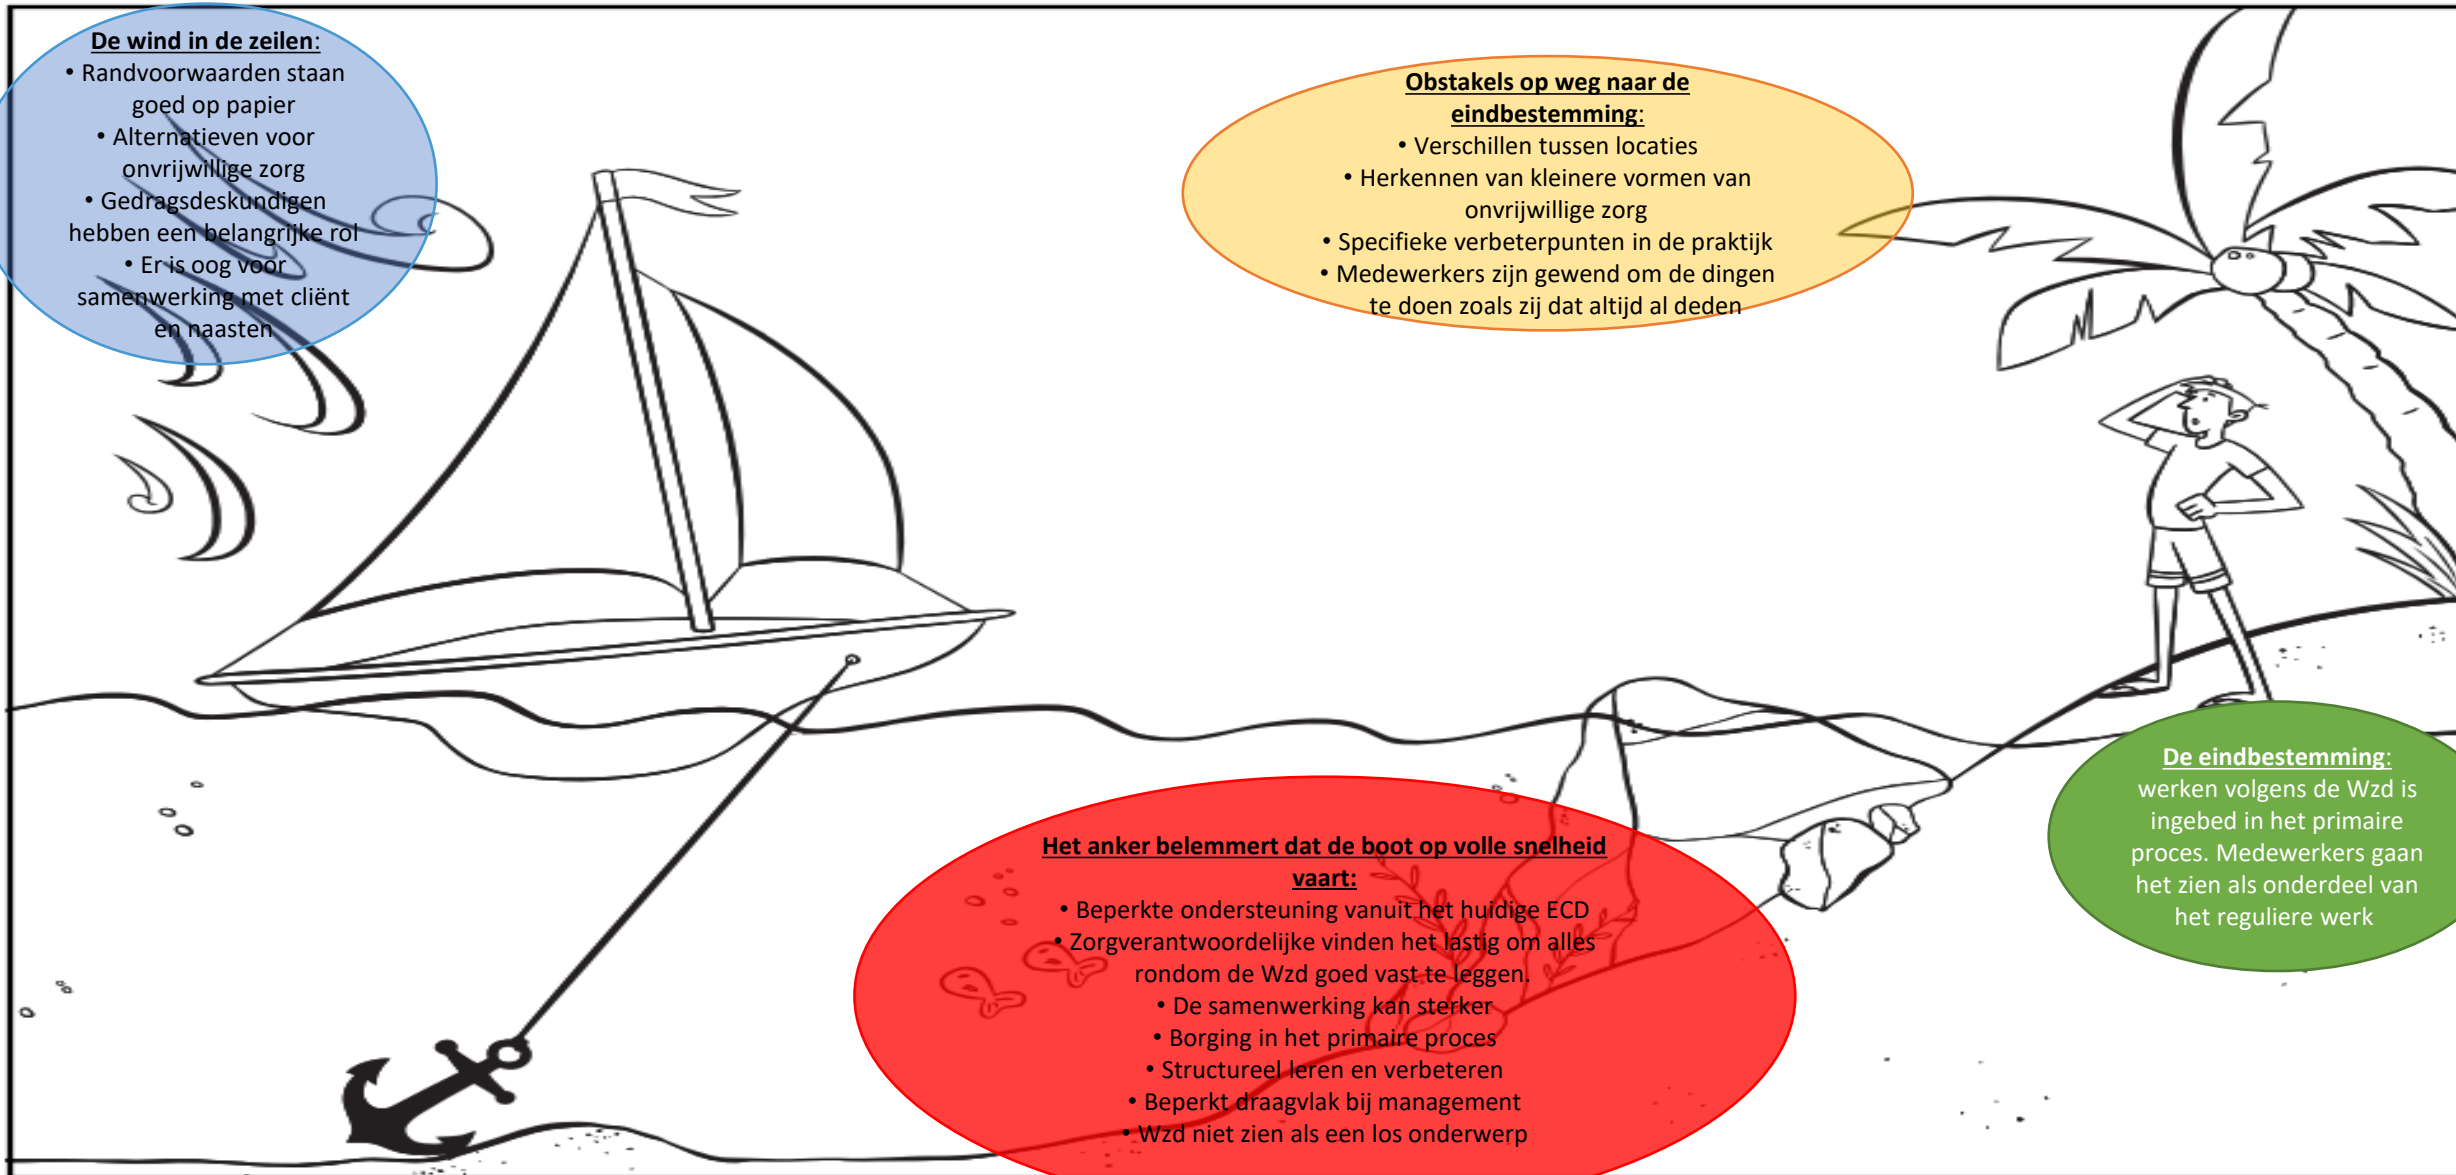 De wind in de zeilen:
• Randvoorwaarden staan
goed op papier
• Alternatieven voor
onvrijwillige zorg
• Gedragsdeskundigen
hebben een belangrijke rol
• Er is oog voor
samenwerking met cliënt
en naasten
Obstakels op weg naar de
eindbestemming:
• Verschillen tussen locaties
• Herkennen van kleinere vormen van
onvrijwillige zorg
• Specifieke verbeterpunten in de praktijk
• Medewerkers zijn gewend om de dingen
te doen zoals zij dat altijd al deden
Het anker belemmert dat de boot op volle snelheid
vaart:
• Beperkte ondersteuning vanuit het huidige ECD
• Zorgverantwoordelijke vinden het lastig om alles
rondom de Wzd goed vast te leggen.
• De samenwerking kan sterker
• Borging in het primaire proces
• Structureel leren en verbeteren
• Beperkt draagvlak bij management
• Wzd niet zien als een los onderwerp
De eindbestemming:
werken volgens de Wzd is
ingebed in het primaire
proces. Medewerkers gaan
het zien als onderdeel van
het reguliere werk